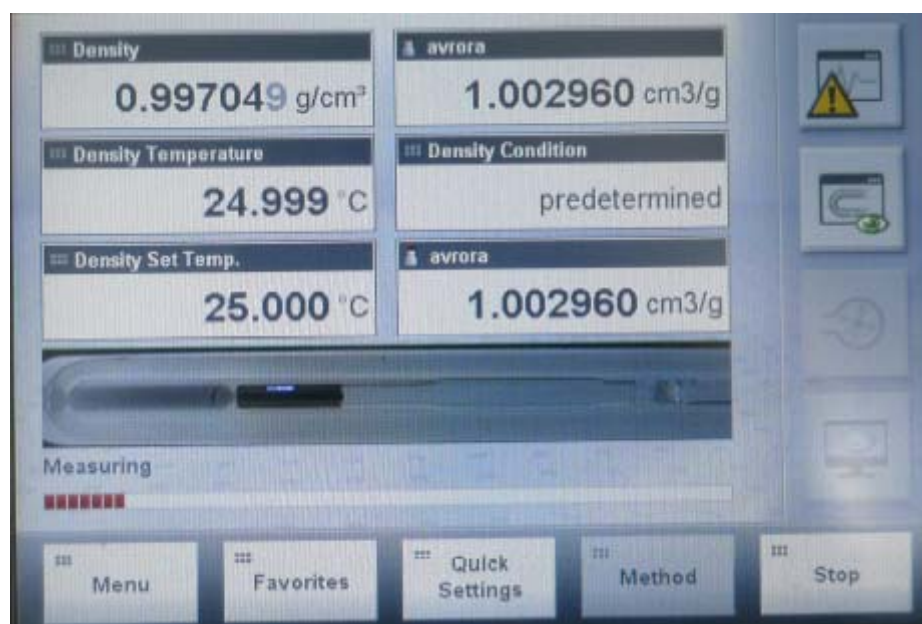 Density
0.997049 g/cm³
avrora
1.002960 cm3/g
Density Temperature
24.999 °C
Density Condition
predetermined
Density Set Temp.
25.000 °C
avrora
1.002960 cm3/g
Measuring
Menu
Favorites
Quick
Settings
Method
Stop